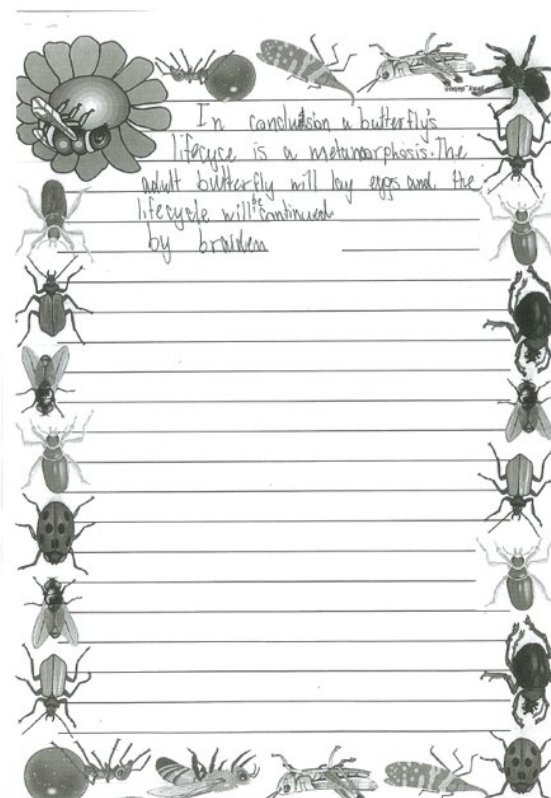 In conclusion a butterfly's
lifecyce is a metamorphosis. The
adult butterfly will lay eggs and the
lifecycle will be continued
by braiden